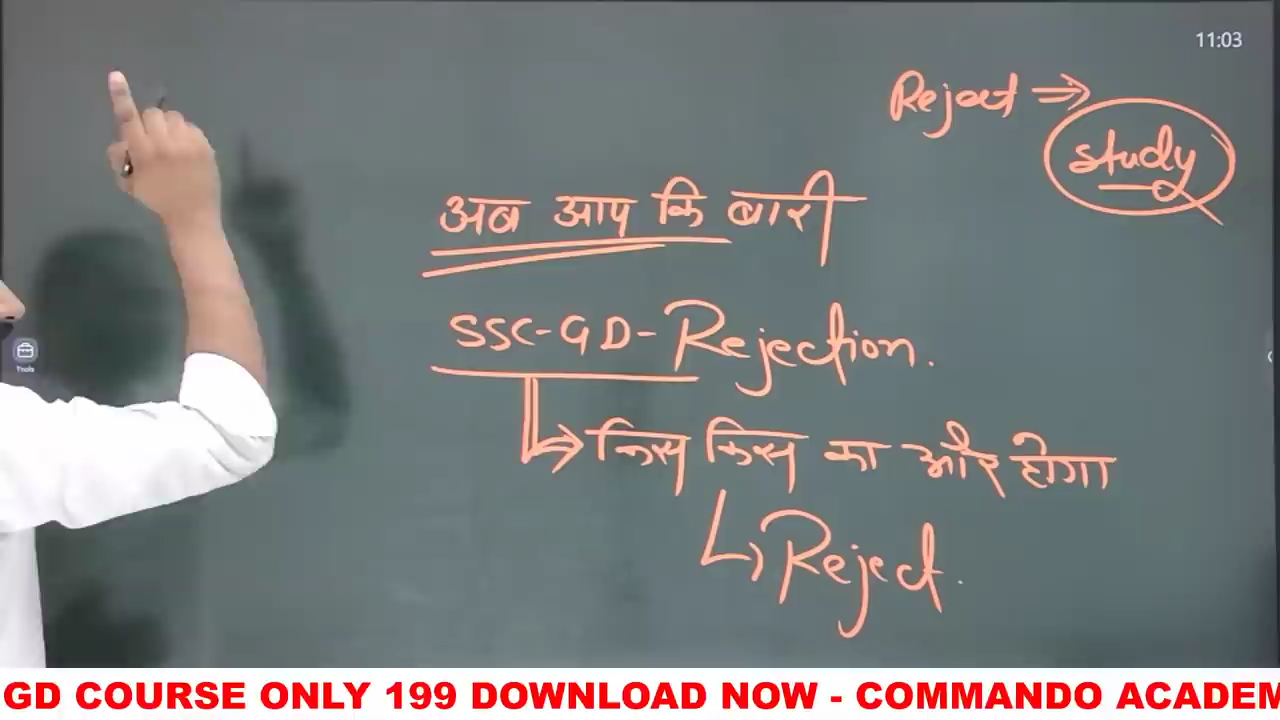 11:03
Reject ⇒
study
अब आप कि बारी
SSC-GD-Rejection.
किस किस का और होगा
Reject.
Tools
GD COURSE ONLY 199 DOWNLOAD NOW - COMMANDO ACADEM